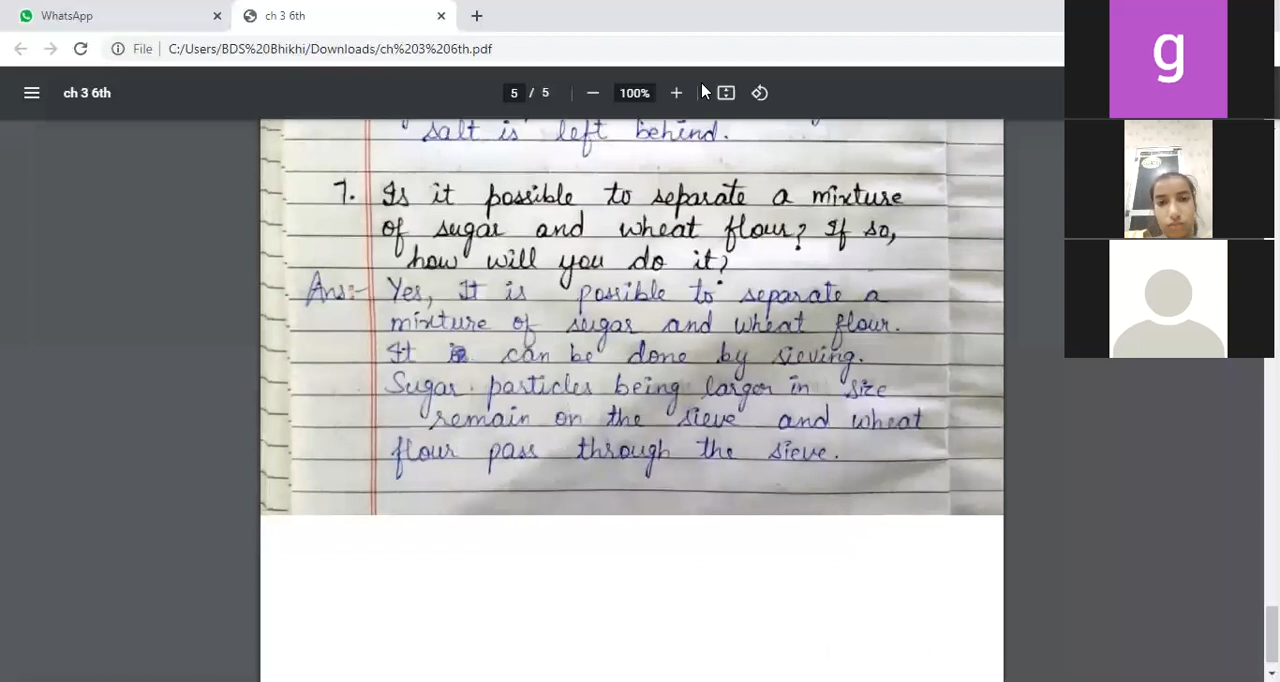 WhatsApp
ch 3 6th
File
C:/Users/BDS%20Bhikhi/Downloads/ch%203%206th.pdf
ch 3 6th
5 / 5
100%
g
salt is left behind.
7. Is it possible to separate a mixture
of sugar and wheat flour? If so,
how will you do it?
Ans:- Yes, It is possible to separate a
mixture of sugar and wheat flour.
It can be done by sieving.
Sugar particles being larger in size
remain on the sieve and wheat
flour pass through the sieve.